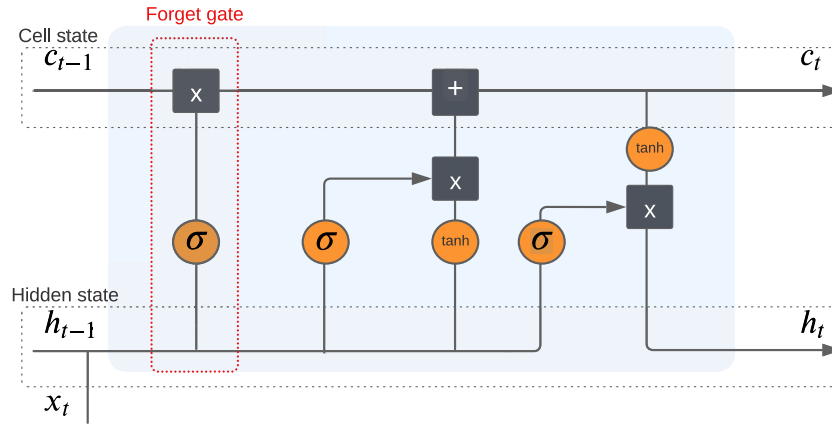 Forget gate
Cell state
c_{t-1}
c_t
x
+
tanh
x
x
σ
σ
tanh
σ
Hidden state
h_{t-1}
h_t
x_t